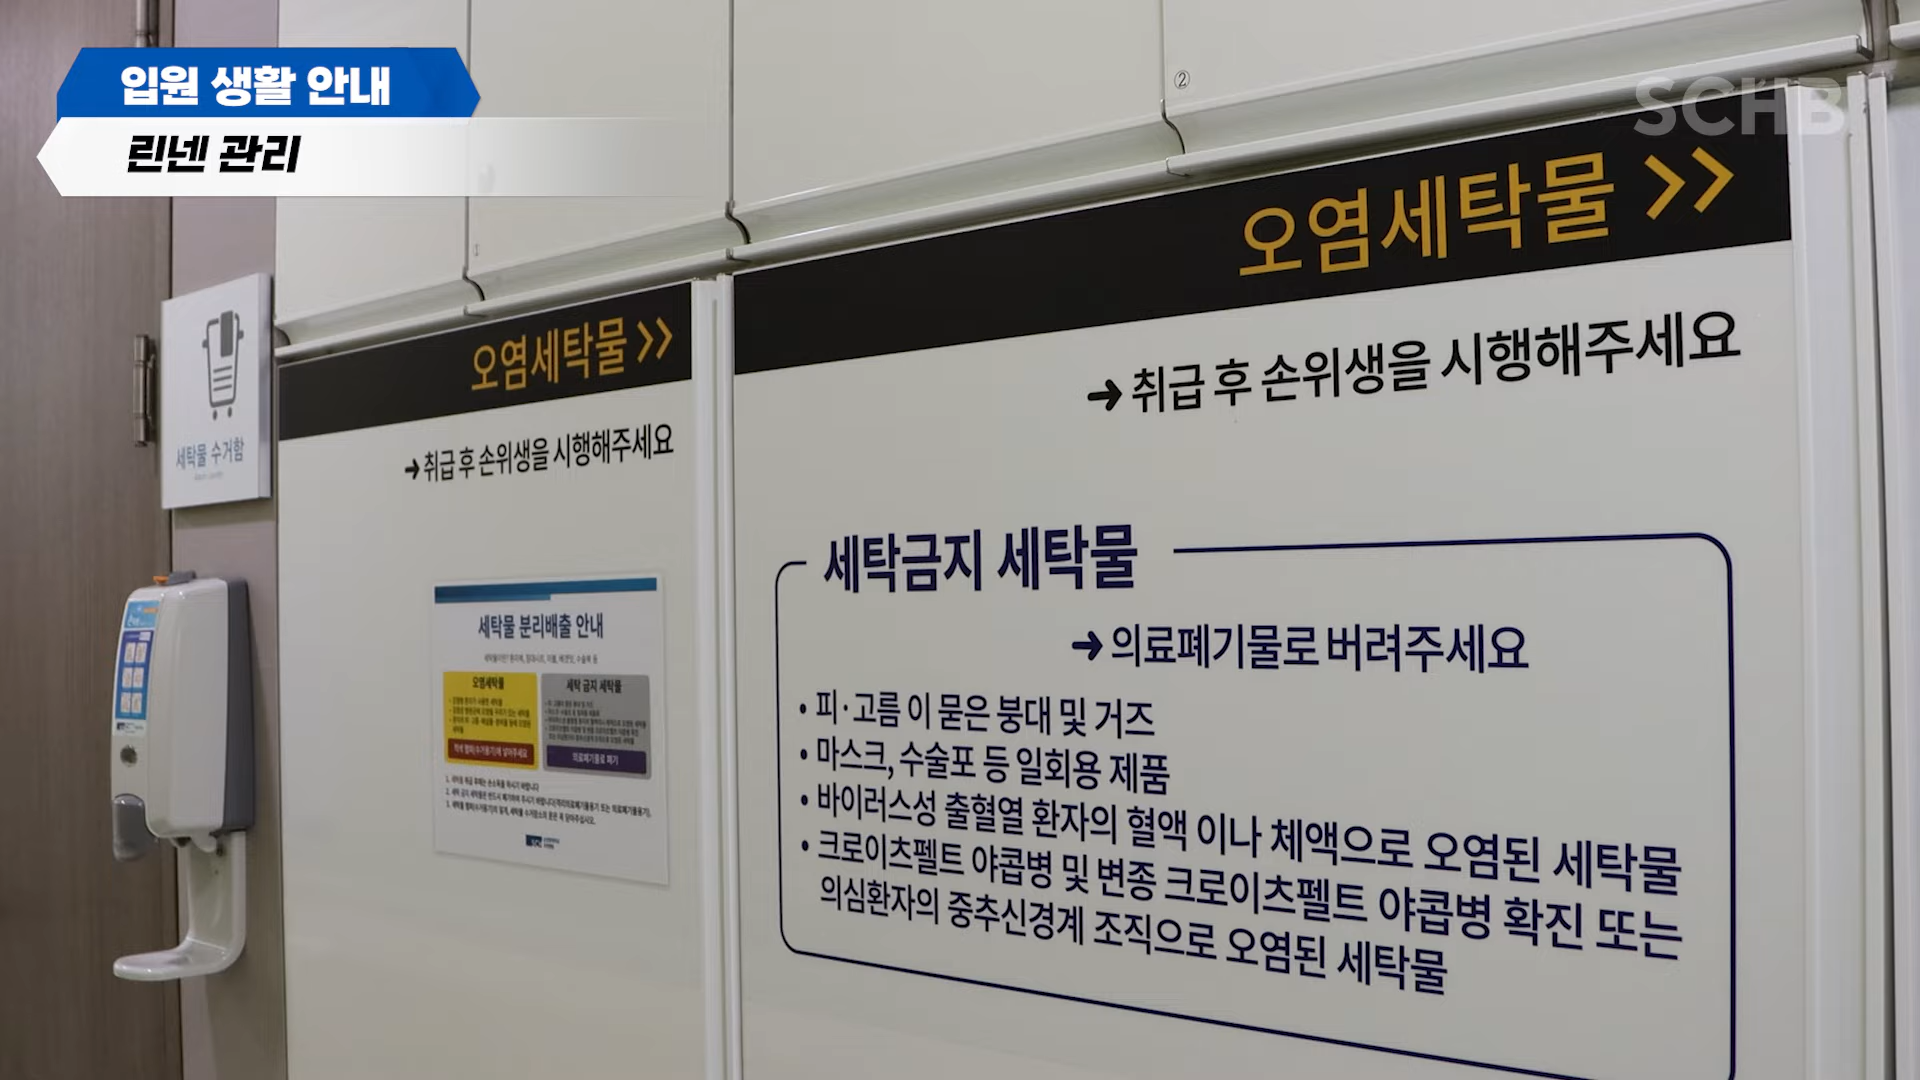 입원 생활 안내
린넨 관리
SCHB
②
오염세탁물 >>
→ 취급 후 손위생을 시행해주세요
세탁금지 세탁물
→ 의료폐기물로 버려주세요
• 피·고름 이 묻은 붕대 및 거즈
• 마스크, 수술포 등 일회용 제품
• 바이러스성 출혈열 환자의 혈액 이나 체액으로 오염된 세탁물
• 크로이츠펠트 야콥병 및 변종 크로이츠펠트 야콥병 확진 또는
의심환자의 중추신경계 조직으로 오염된 세탁물
오염세탁물 >>
→ 취급 후 손위생을 시행해주세요
세탁물 수거함
세탁물 분리배출 안내
오염세탁물
세탁 금지 세탁물
의료폐기물로 폐기